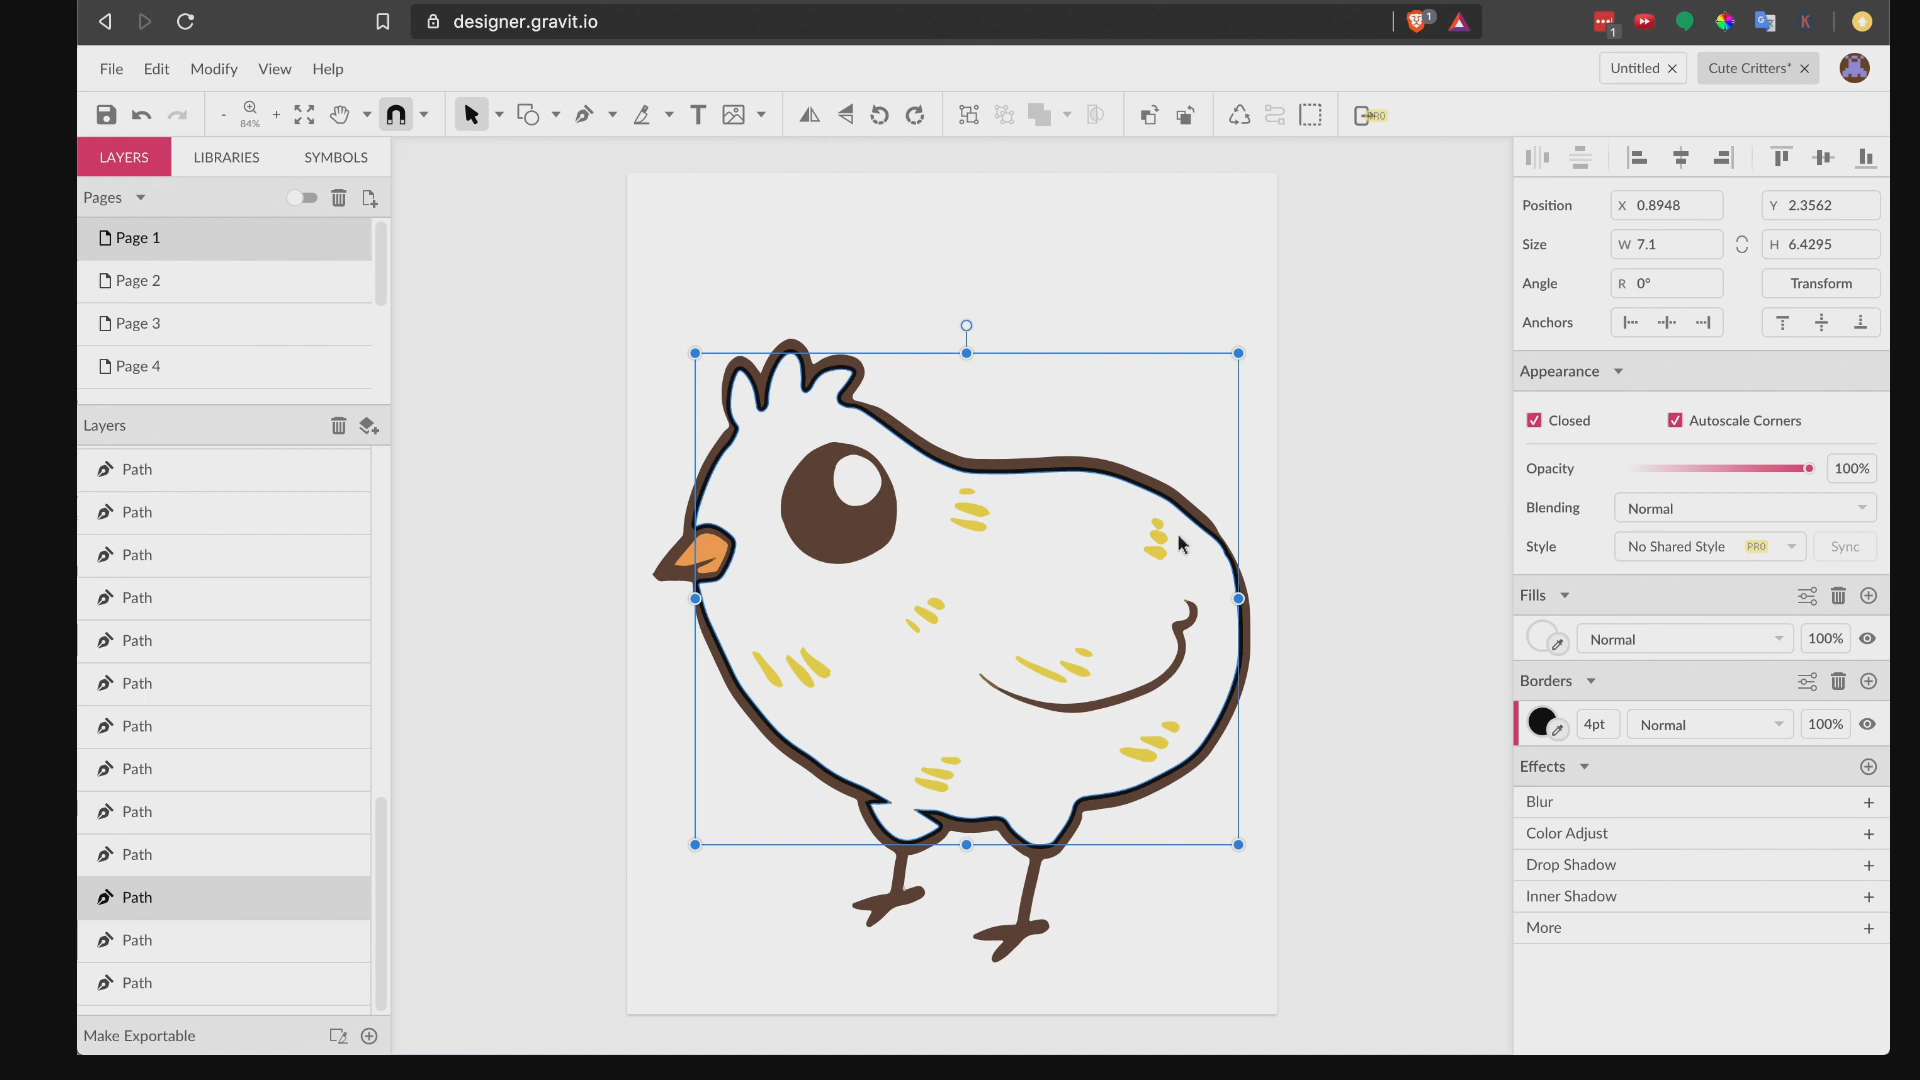 designer.gravit.io
1
1
File Edit Modify View Help
Untitled × Cute Critters* ×
- 84% + T PRO
LAYERS LIBRARIES SYMBOLS
Pages
Page 1
Page 2
Page 3
Page 4
Layers
Path
Path
Path
Path
Path
Path
Path
Path
Path
Path
Path
Path
Path
Make Exportable
Position X 0.8948 Y 2.3562
Size W 7.1 H 6.4295
Angle R 0° Transform
Anchors
Appearance
Closed Autoscale Corners
Opacity 100%
Blending Normal
Style No Shared Style PRO Sync
Fills
Normal 100%
Borders
4pt Normal 100%
Effects
Blur +
Color Adjust +
Drop Shadow +
Inner Shadow +
More +